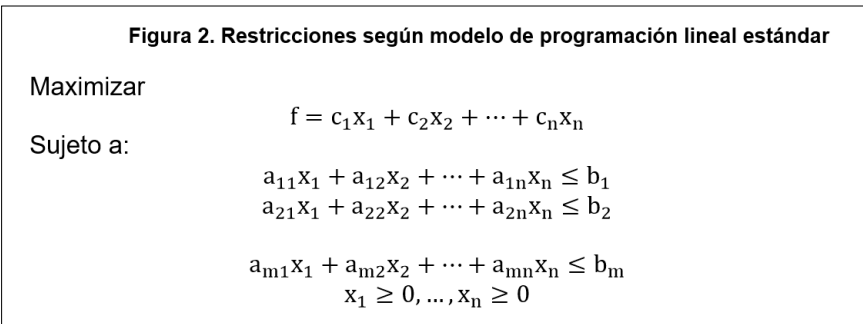 Figura 2. Restricciones según modelo de programación lineal estándar
Maximizar
f = c₁x₁ + c₂x₂ + ⋯ + cₙxₙ
Sujeto a:
a₁₁x₁ + a₁₂x₂ + ⋯ + a₁ₙxₙ ≤ b₁
a₂₁x₁ + a₂₂x₂ + ⋯ + a₂ₙxₙ ≤ b₂
aₘ₁x₁ + aₘ₂x₂ + ⋯ + aₘₙxₙ ≤ bₘ
x₁ ≥ 0, … , xₙ ≥ 0